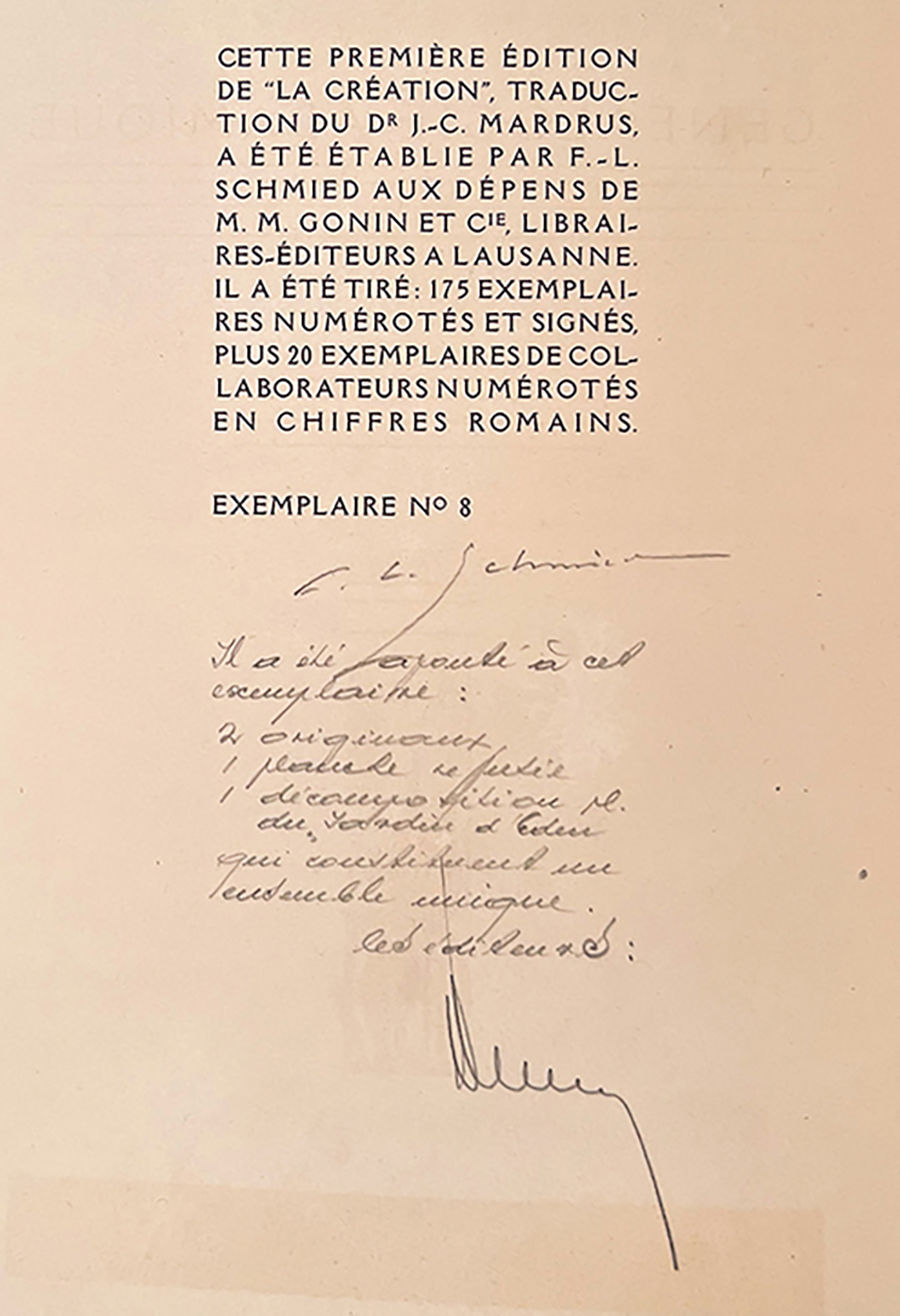 CETTE PREMIÈRE ÉDITION
DE “LA CRÉATION”, TRADUC-
TION DU DR J.-C. MARDRUS,
A ÉTÉ ÉTABLIE PAR F.-L.
SCHMIED AUX DÉPENS DE
M. M. GONIN ET CIE, LIBRAI-
RES-ÉDITEURS A LAUSANNE.
IL A ÉTÉ TIRÉ : 175 EXEMPLAI-
RES NUMÉROTÉS ET SIGNÉS,
PLUS 20 EXEMPLAIRES DE COL-
LABORATEURS NUMÉROTÉS
EN CHIFFRES ROMAINS.
EXEMPLAIRE No 8
F. L. Schmied
Il a été ajouté à cet
exemplaire :
2 originaux
1 planche refusée
1 décomposition pl.
du "Jardin d'Eden
qui constituent un
ensemble unique.
les éditeurs :